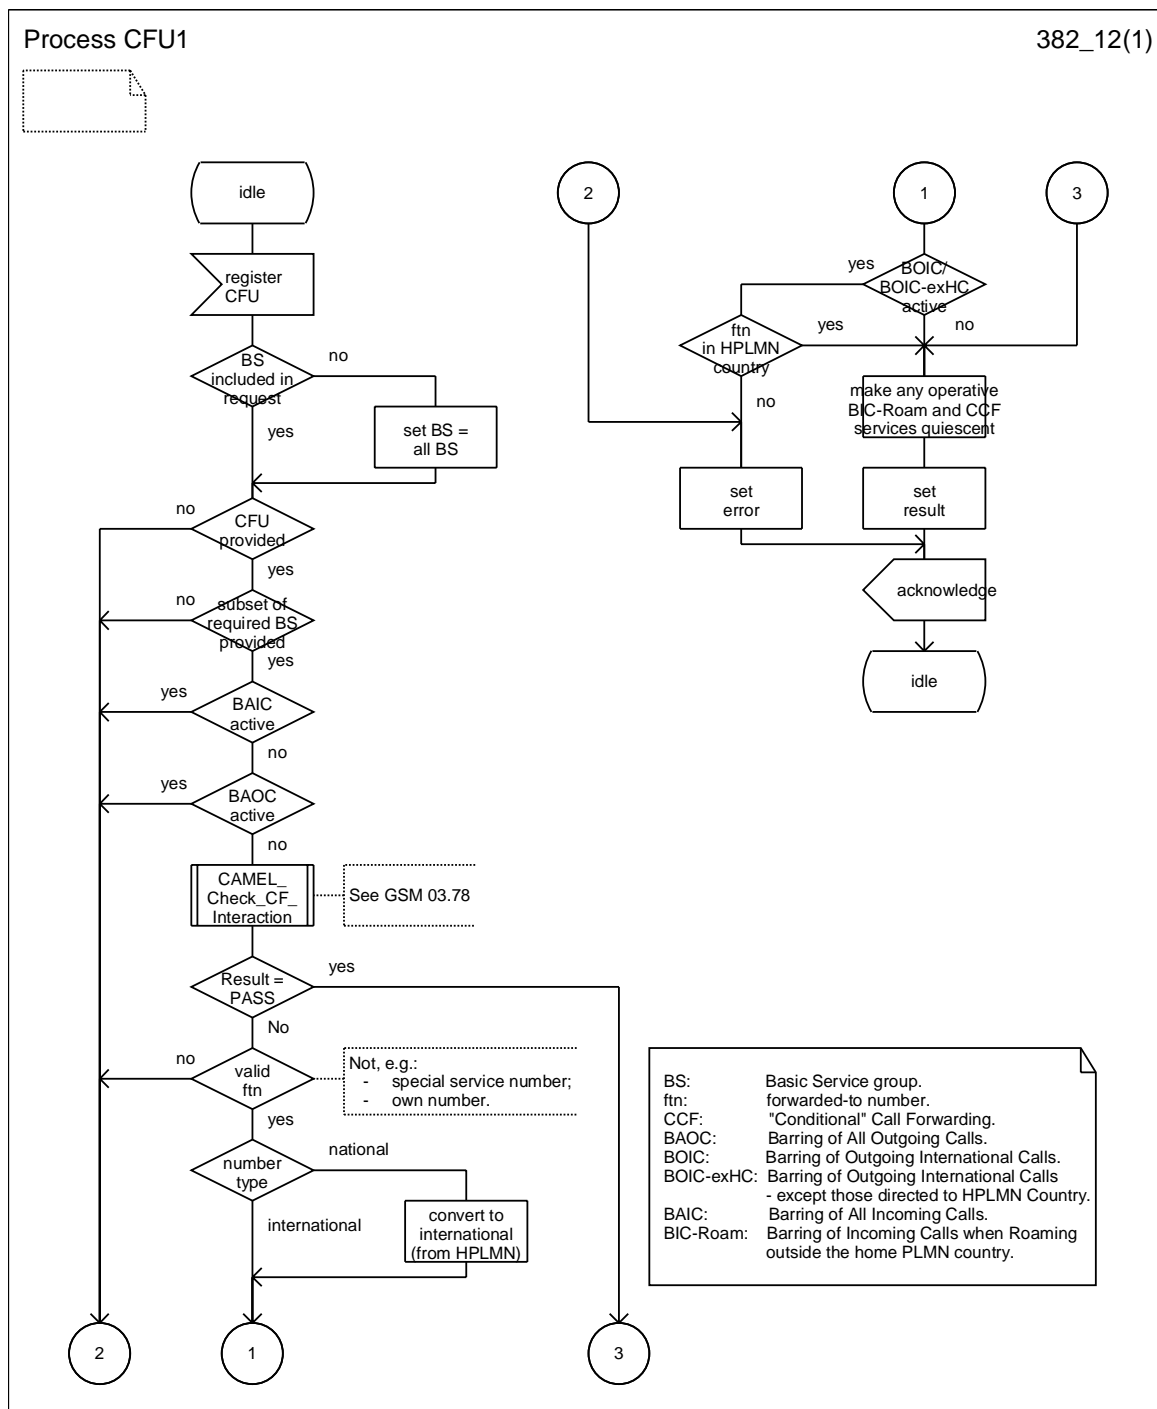 Process CFU1
382_12(1)
idle
register
CFU
BS
included in
request
no
yes
set BS =
all BS
no
CFU
provided
yes
no
subset of
required BS
provided
yes
yes
BAIC
active
no
yes
BAOC
active
no
CAMEL_
Check_CF_
Interaction
See GSM 03.78
Result =
PASS
yes
No
no
valid
ftn
yes
Not, e.g.:
- special service number;
- own number.
number
type
national
international
convert to
international
(from HPLMN)
2
1
3
2
1
3
yes
BOIC/
BOIC-exHC
active
no
ftn
in HPLMN
country
yes
no
make any operative
BIC-Roam and CCF
services quiescent
set
error
set
result
acknowledge
idle
BS: Basic Service group.
ftn: forwarded-to number.
CCF: "Conditional" Call Forwarding.
BAOC: Barring of All Outgoing Calls.
BOIC: Barring of Outgoing International Calls.
BOIC-exHC: Barring of Outgoing International Calls
- except those directed to HPLMN Country.
BAIC: Barring of All Incoming Calls.
BIC-Roam: Barring of Incoming Calls when Roaming
outside the home PLMN country.